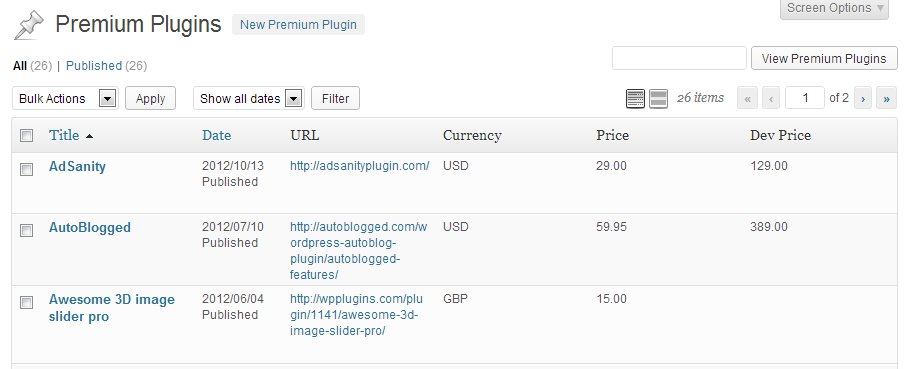 Screen Options ▼
Premium Plugins New Premium Plugin
All (26) | Published (26)
View Premium Plugins
Bulk Actions Apply Show all dates Filter 26 items « ‹ 1 of 2 › »
Title Date URL Currency Price Dev Price
AdSanity 2012/10/13 http://adsanityplugin.com/ USD 29.00 129.00
Published
AutoBlogged 2012/07/10 http://autoblogged.com/w USD 59.95 389.00
Published ordpress-autoblog-
plugin/autoblogged-
features/
Awesome 3D image 2012/06/04 http://wpplugins.com/plu GBP 15.00
slider pro Published gin/1141/awesome-3d-
image-slider-pro/